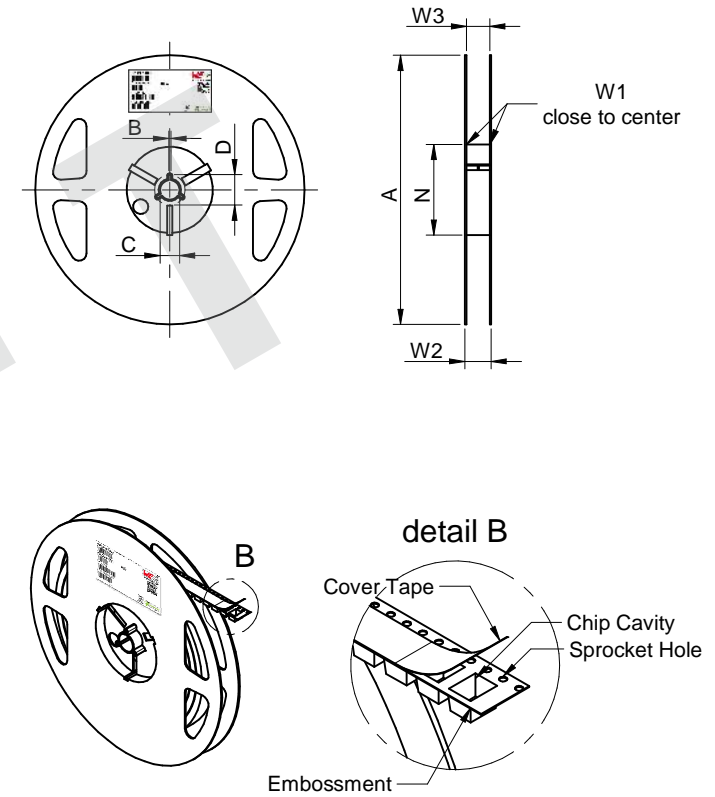 W3
B
D
C
W1
close to center
A
N
W2
B
detail B
Cover Tape
Chip Cavity
Sprocket Hole
Embossment